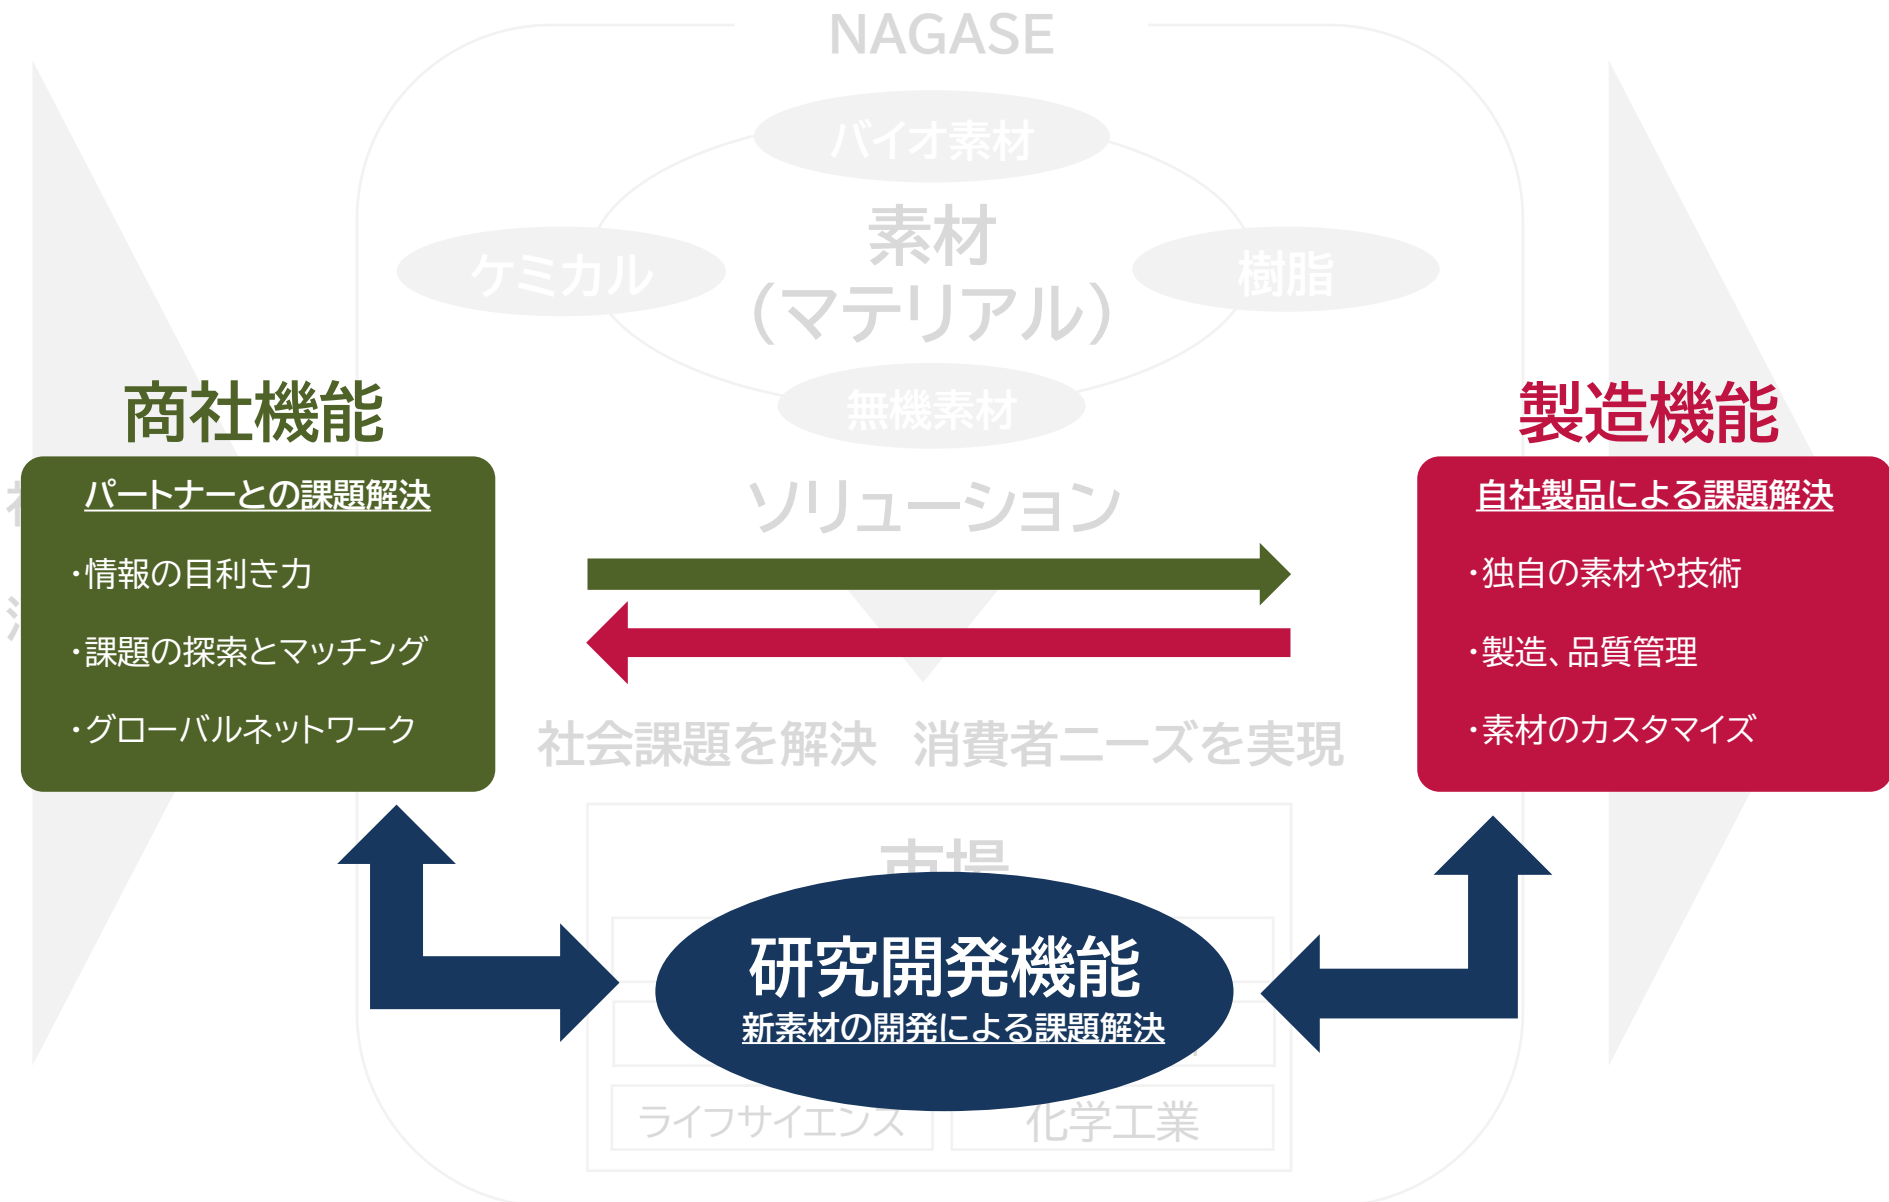 NAGASE
バイオ素材
素材
(マテリアル)
ケミカル
樹脂
無機素材
商社機能
製造機能
パートナーとの課題解決
・情報の目利き力
・課題の探索とマッチング
・グローバルネットワーク
ソリューション
自社製品による課題解決
・独自の素材や技術
・製造、品質管理
・素材のカスタマイズ
社会課題を解決 消費者ニーズを実現
市場
研究開発機能
新素材の開発による課題解決
ライフサイエンス
化学工業